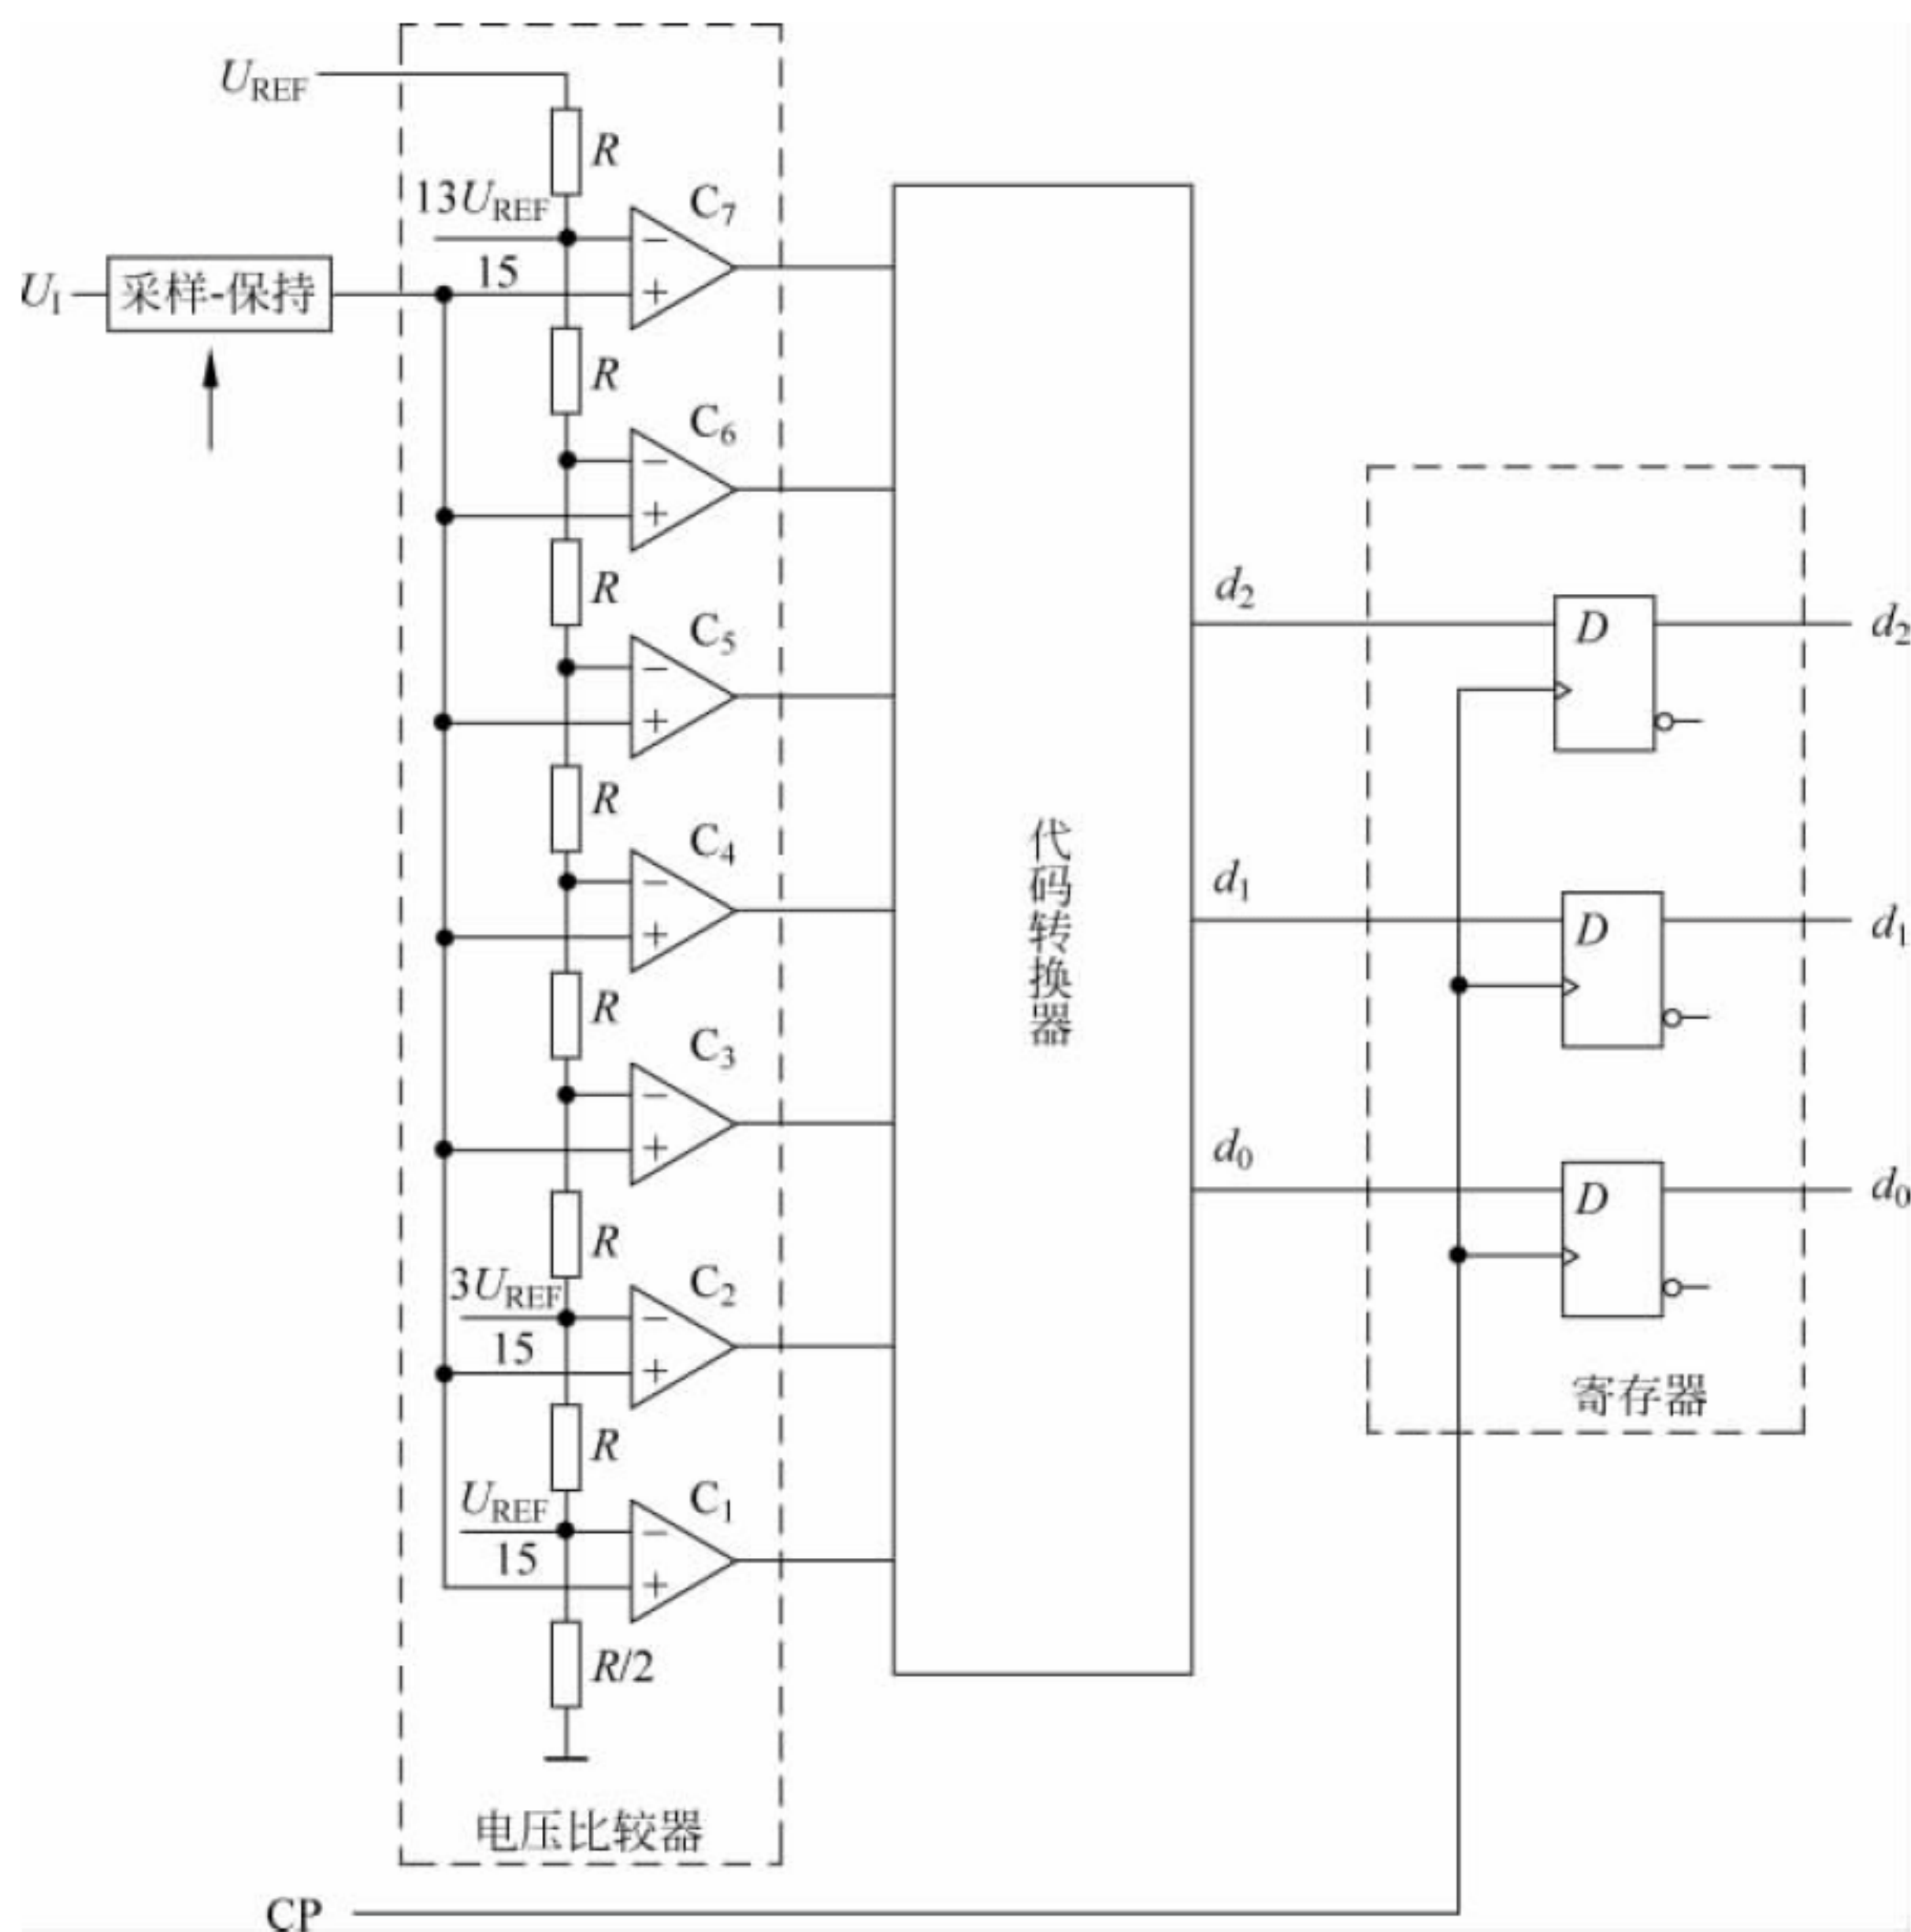 U_REF
R
13U_REF
15
C₇
U_I
采样-保持
R
C₆
R
C₅
R
C₄
R
C₃
R
3U_REF
15
C₂
R
U_REF
15
C₁
R/2
电压比较器
CP
代码转换器
d₂
d₁
d₀
D
D
D
d₂
d₁
d₀
寄存器
− +
− +
− +
− +
− +
− +
− +